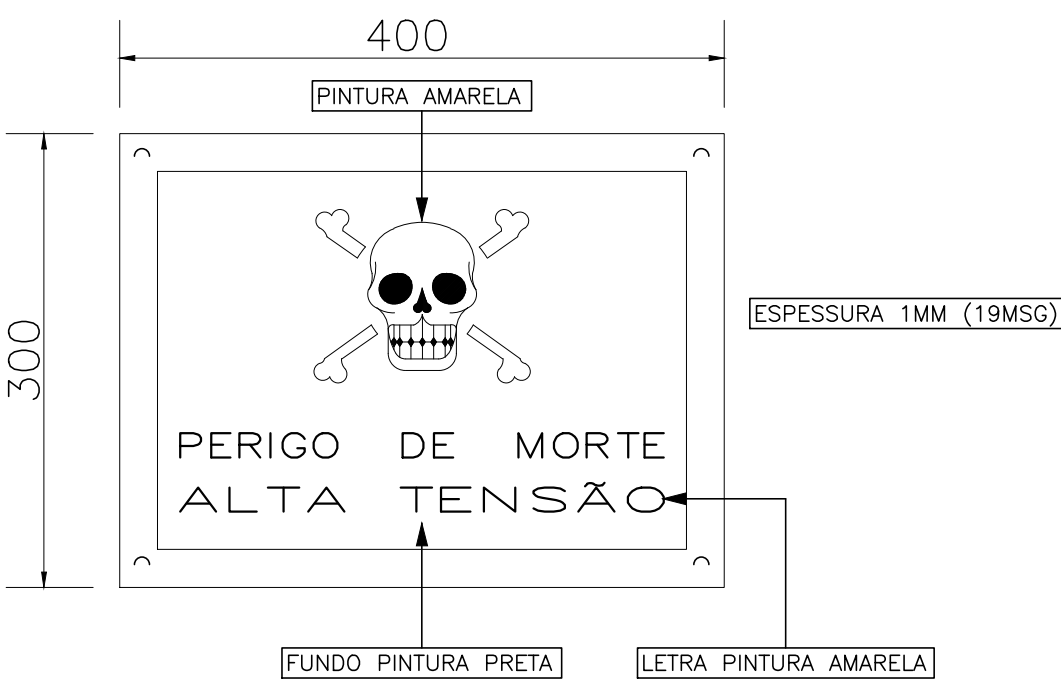 400
PINTURA AMARELA
300
ESPESSURA 1MM (19MSG)
PERIGO DE MORTE
ALTA TENSÃO
FUNDO PINTURA PRETA
LETRA PINTURA AMARELA